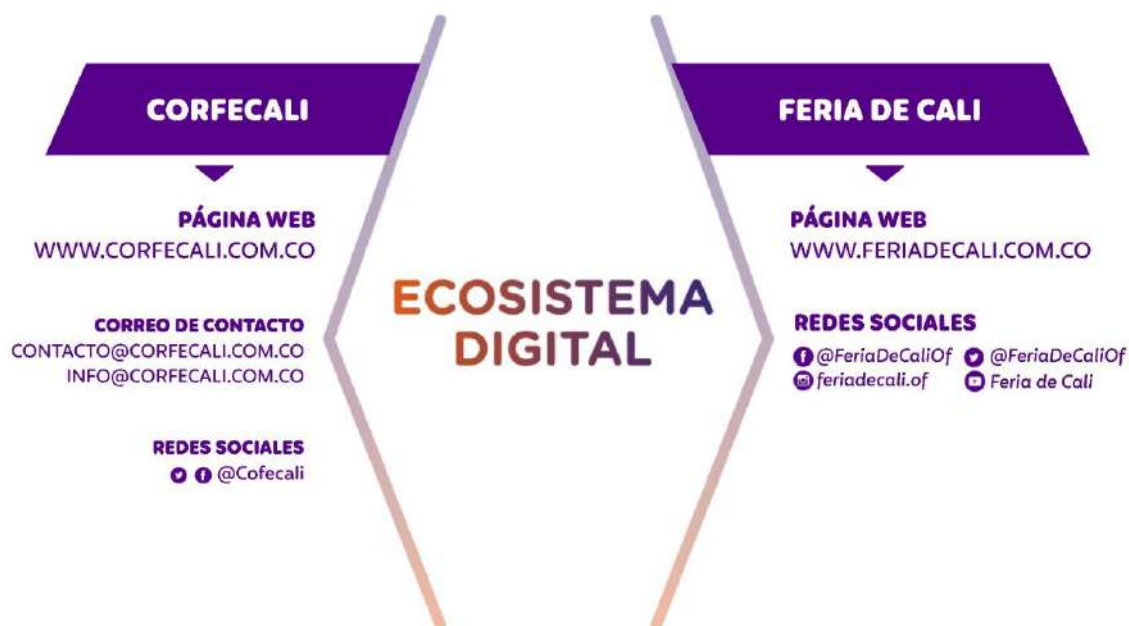 CORFECALI
PÁGINA WEB
WWW.CORFECALI.COM.CO
CORREO DE CONTACTO
CONTACTO@CORFECALI.COM.CO
INFO@CORFECALI.COM.CO
REDES SOCIALES
@Cofecali
ECOSISTEMA
DIGITAL
FERIA DE CALI
PÁGINA WEB
WWW.FERIADECALI.COM.CO
REDES SOCIALES
@FeriaDeCaliOf @FeriaDeCaliOf
feriadecali.of Feria de Cali